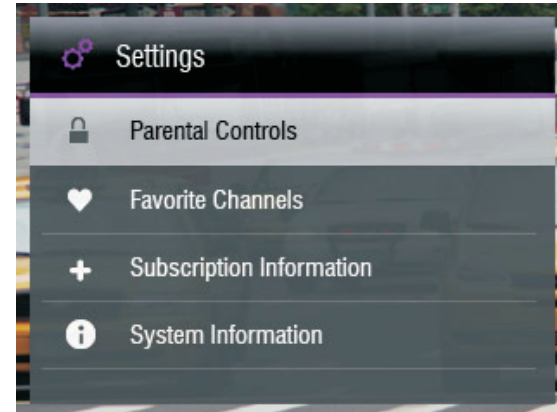 Settings
Parental Controls
Favorite Channels
Subscription Information
System Information